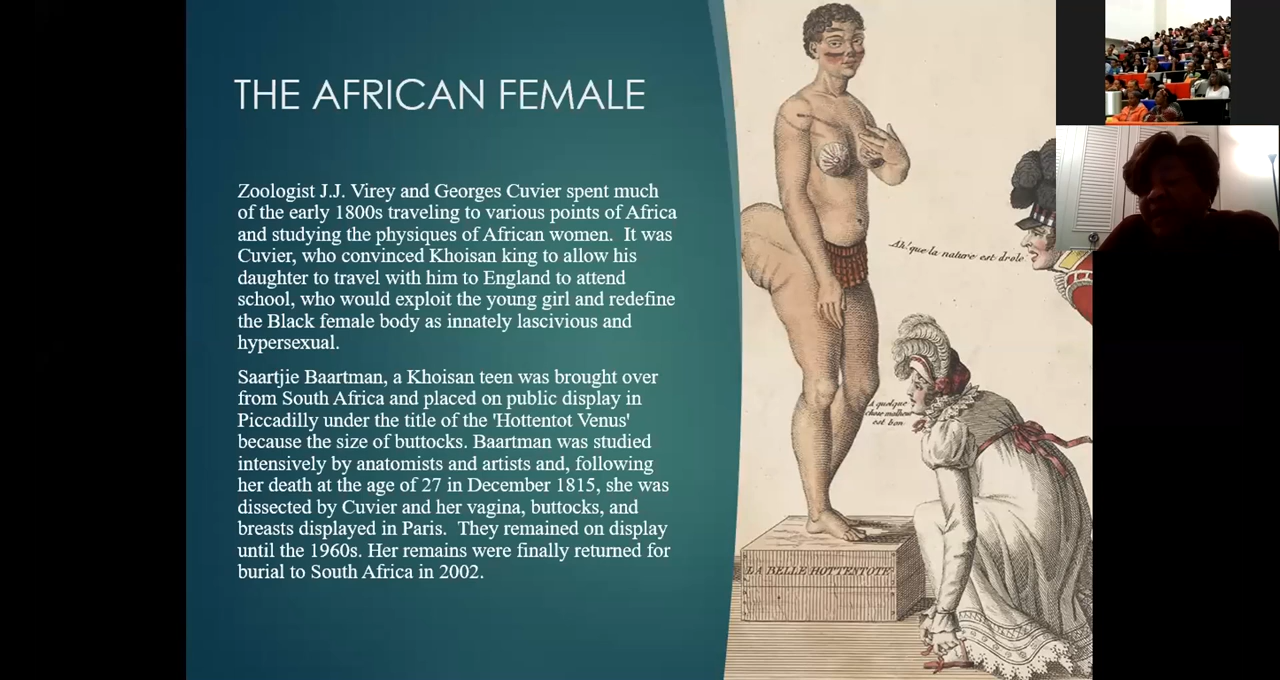 THE AFRICAN FEMALE
Zoologist J.J. Virey and Georges Cuvier spent much
of the early 1800s traveling to various points of Africa
and studying the physiques of African women.  It was
Cuvier, who convinced Khoisan king to allow his
daughter to travel with him to England to attend
school, who would exploit the young girl and redefine
the Black female body as innately lascivious and
hypersexual.
Saartjie Baartman, a Khoisan teen was brought over
from South Africa and placed on public display in
Piccadilly under the title of the 'Hottentot Venus'
because the size of buttocks. Baartman was studied
intensively by anatomists and artists and, following
her death at the age of 27 in December 1815, she was
dissected by Cuvier and her vagina, buttocks, and
breasts displayed in Paris.  They remained on display
until the 1960s. Her remains were finally returned for
burial to South Africa in 2002.
Ah! que la nature est drole
A quelque
chose malheur
est bon
LA BELLE HOTTENTOTE